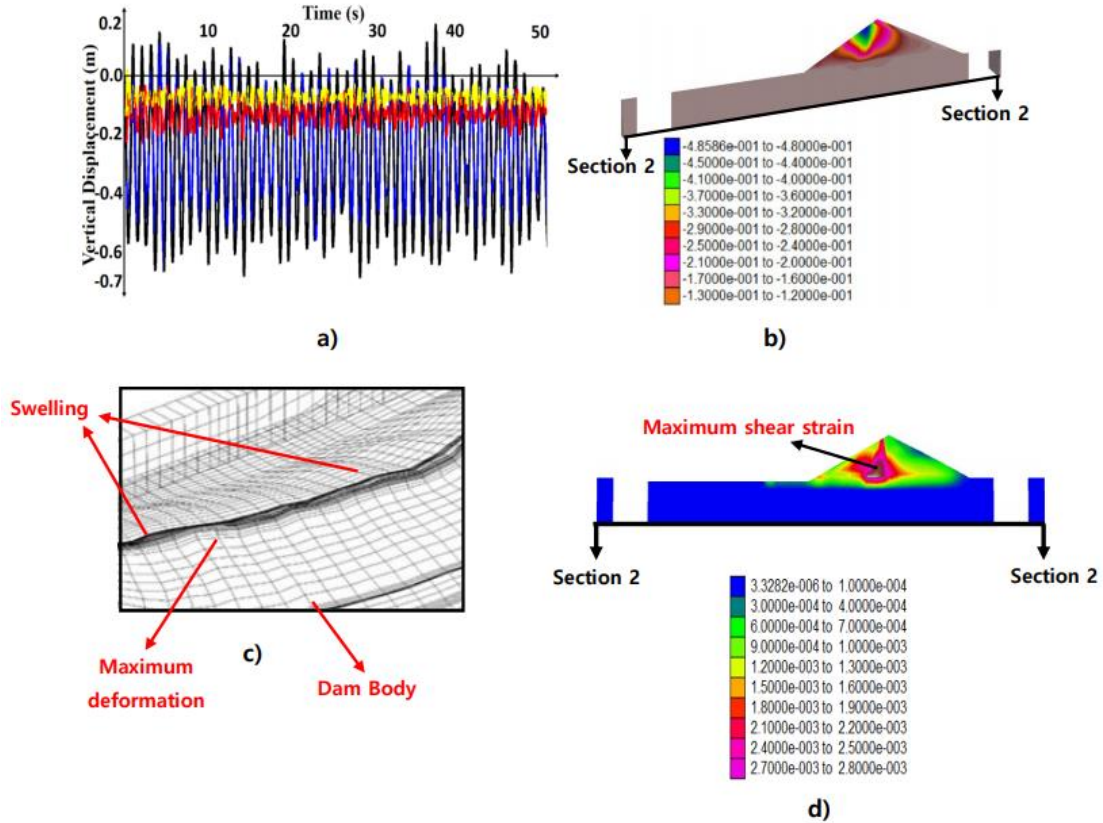 Time (s)
0.2
10
20
30
40
50
0.0
-0.2
-0.4
-0.6
-0.7
Vertical Displacement (m)
a)
Section 2
Section 2
-4.8586e-001 to -4.8000e-001
-4.5000e-001 to -4.4000e-001
-4.1000e-001 to -4.0000e-001
-3.7000e-001 to -3.6000e-001
-3.3000e-001 to -3.2000e-001
-2.9000e-001 to -2.8000e-001
-2.5000e-001 to -2.4000e-001
-2.1000e-001 to -2.0000e-001
-1.7000e-001 to -1.6000e-001
-1.3000e-001 to -1.2000e-001
b)
Swelling
Maximum
deformation
Dam Body
c)
Maximum shear strain
Section 2
Section 2
3.3282e-006 to 1.0000e-004
3.0000e-004 to 4.0000e-004
6.0000e-004 to 7.0000e-004
9.0000e-004 to 1.0000e-003
1.2000e-003 to 1.3000e-003
1.5000e-003 to 1.6000e-003
1.8000e-003 to 1.9000e-003
2.1000e-003 to 2.2000e-003
2.4000e-003 to 2.5000e-003
2.7000e-003 to 2.8000e-003
d)